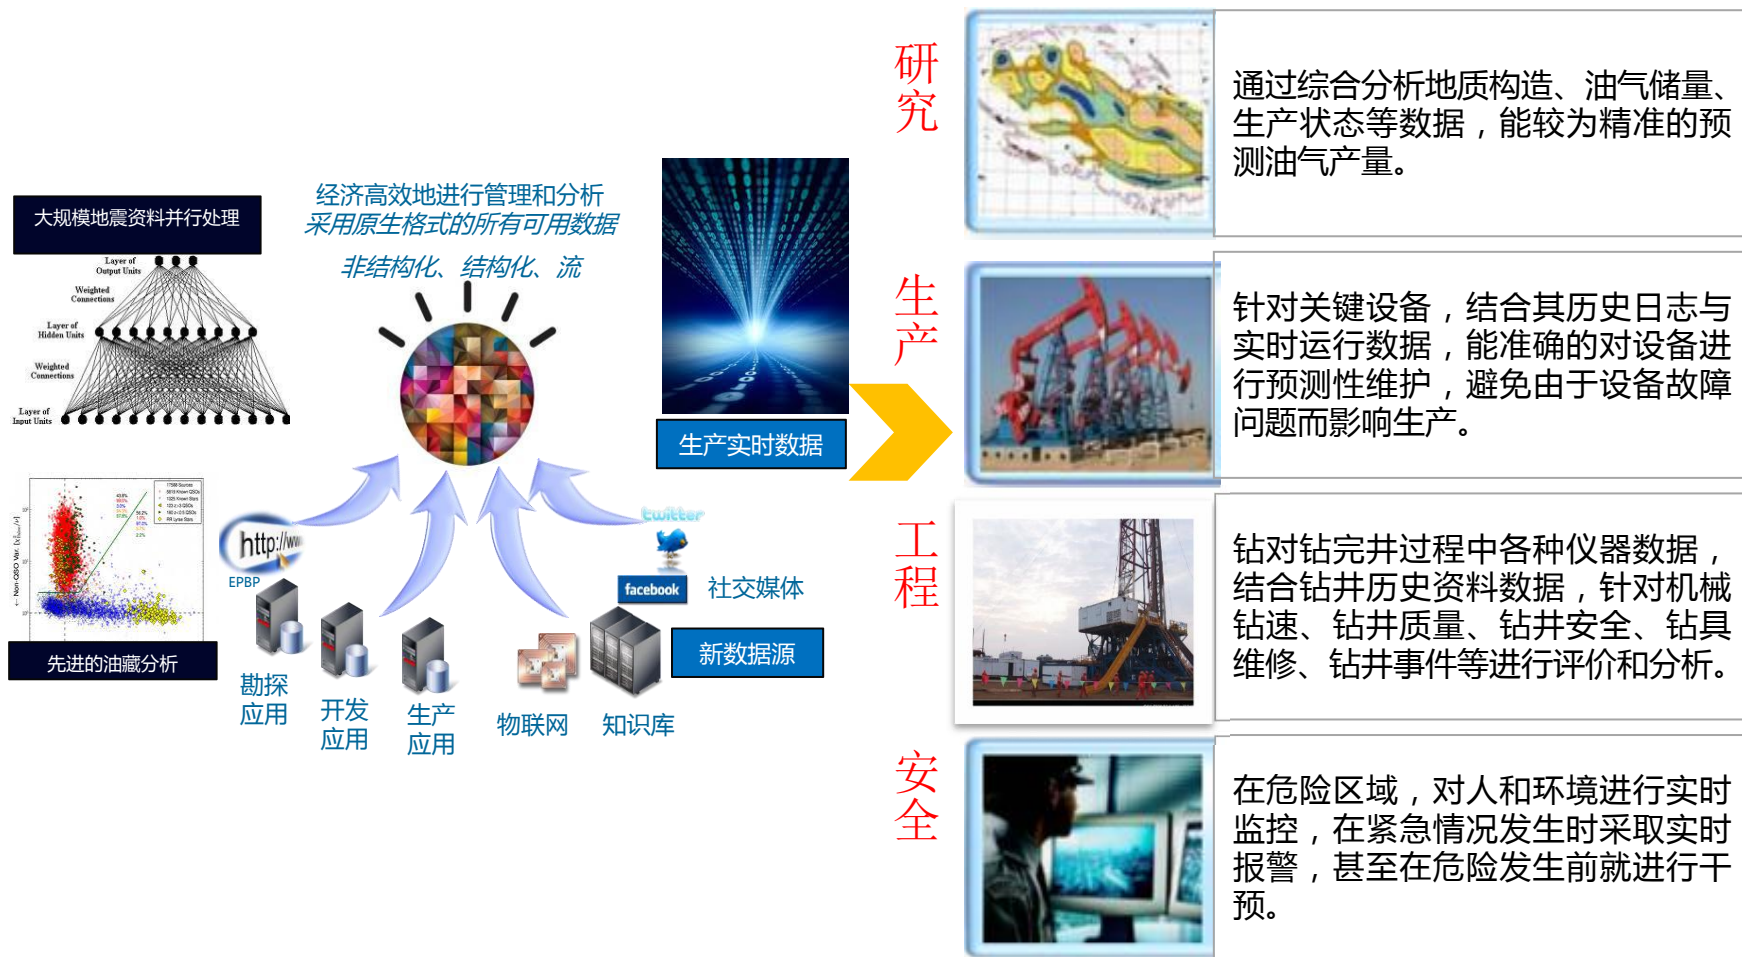 大规模地震资料并行处理
Layer of
Output Units
Weighted
Connections
Layer of
Hidden Units
Weighted
Connections
Layer of
Input Units
先进的油藏分析
经济高效地进行管理和分析
采用原生格式的所有可用数据
非结构化、结构化、流
生产实时数据
http://ww
EPBP
勘探
应用
开发
应用
生产
应用
物联网
知识库
twitter
facebook
社交媒体
新数据源
研究
通过综合分析地质构造、油气储量、
生产状态等数据，能较为精准的预
测油气产量。
生产
针对关键设备，结合其历史日志与
实时运行数据，能准确的对设备进
行预测性维护，避免由于设备故障
问题而影响生产。
工程
钻对钻完井过程中各种仪器数据，
结合钻井历史资料数据，针对机械
钻速、钻井质量、钻井安全、钻具
维修、钻井事件等进行评价和分析。
安全
在危险区域，对人和环境进行实时
监控，在紧急情况发生时采取实时
报警，甚至在危险发生前就进行干
预。